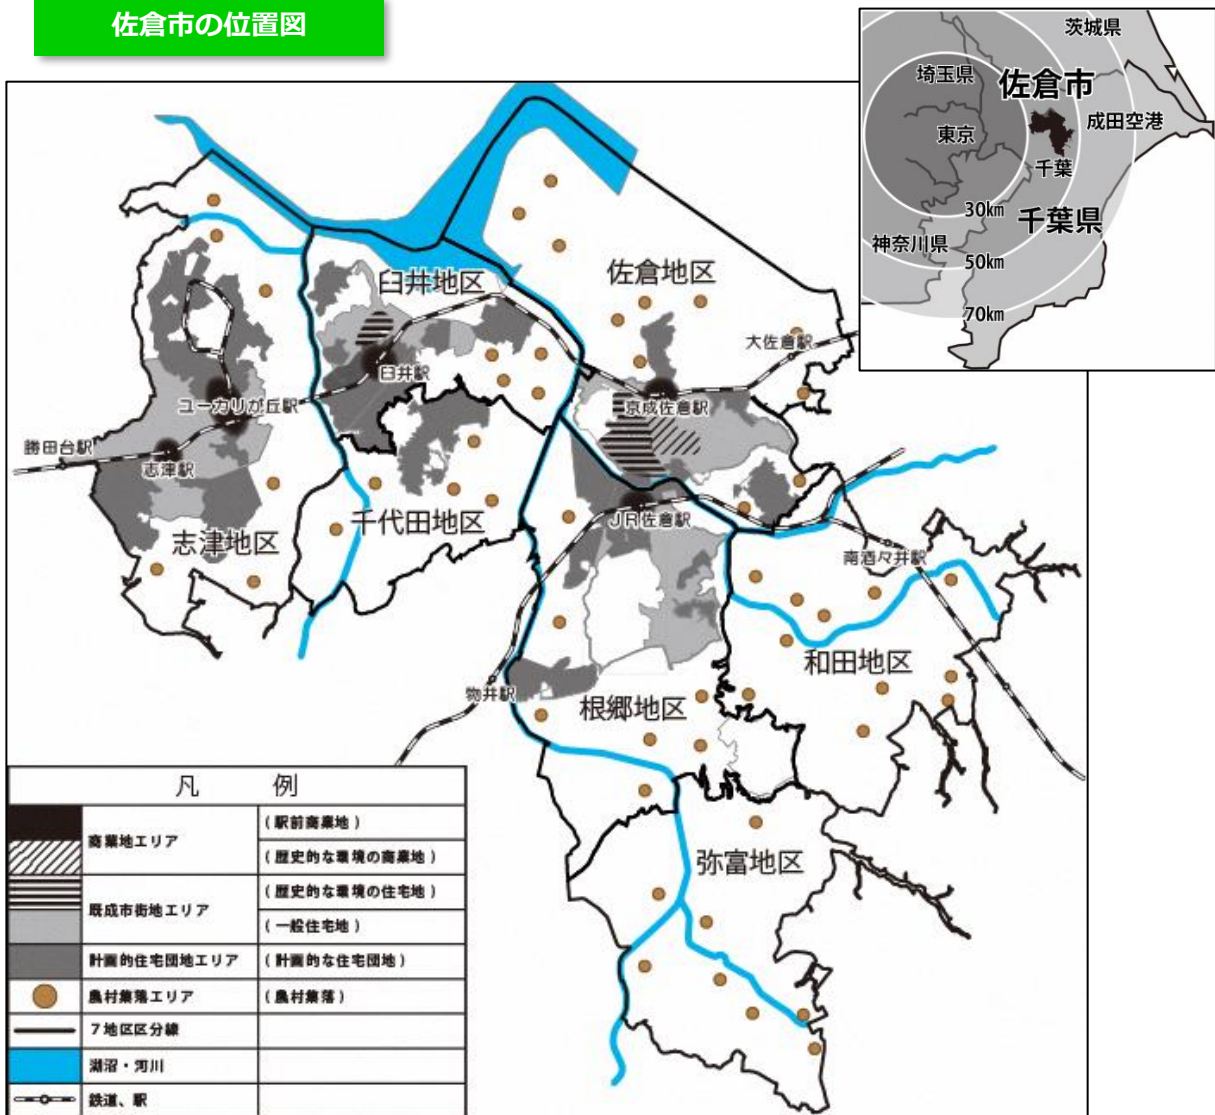 佐倉市の位置図
茨城県
埼玉県
佐倉市
成田空港
東京
千葉
30km
千葉県
神奈川県
50km
70km
臼井地区
佐倉地区
大佐倉駅
臼井駅
ユーカリが丘駅
京成佐倉駅
勝田台駅
志津駅
千代田地区
JR佐倉駅
志津地区
南酒々井駅
和田地区
物井駅
根郷地区
弥富地区
凡 例
商業地エリア
(駅前商業地)
(歴史的な環境の商業地)
既成市街地エリア
(歴史的な環境の住宅地)
(一般住宅地)
計画的住宅団地エリア
(計画的な住宅団地)
農村集落エリア
(農村集落)
7地区区分線
湖沼・河川
鉄道、駅